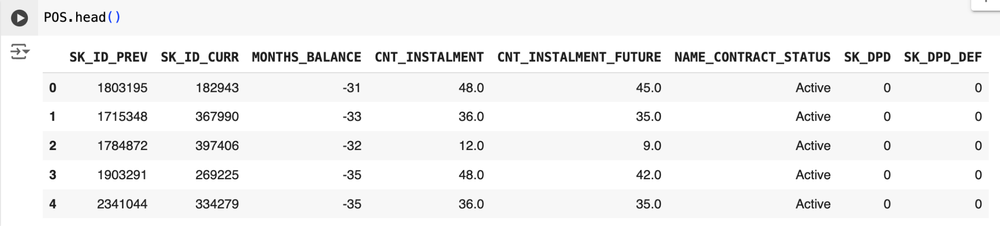 POS.head()
SK_ID_PREV SK_ID_CURR MONTHS_BALANCE CNT_INSTALMENT CNT_INSTALMENT_FUTURE NAME_CONTRACT_STATUS SK_DPD SK_DPD_DEF
0 1803195 182943 -31 48.0 45.0 Active 0 0
1 1715348 367990 -33 36.0 35.0 Active 0 0
2 1784872 397406 -32 12.0 9.0 Active 0 0
3 1903291 269225 -35 48.0 42.0 Active 0 0
4 2341044 334279 -35 36.0 35.0 Active 0 0